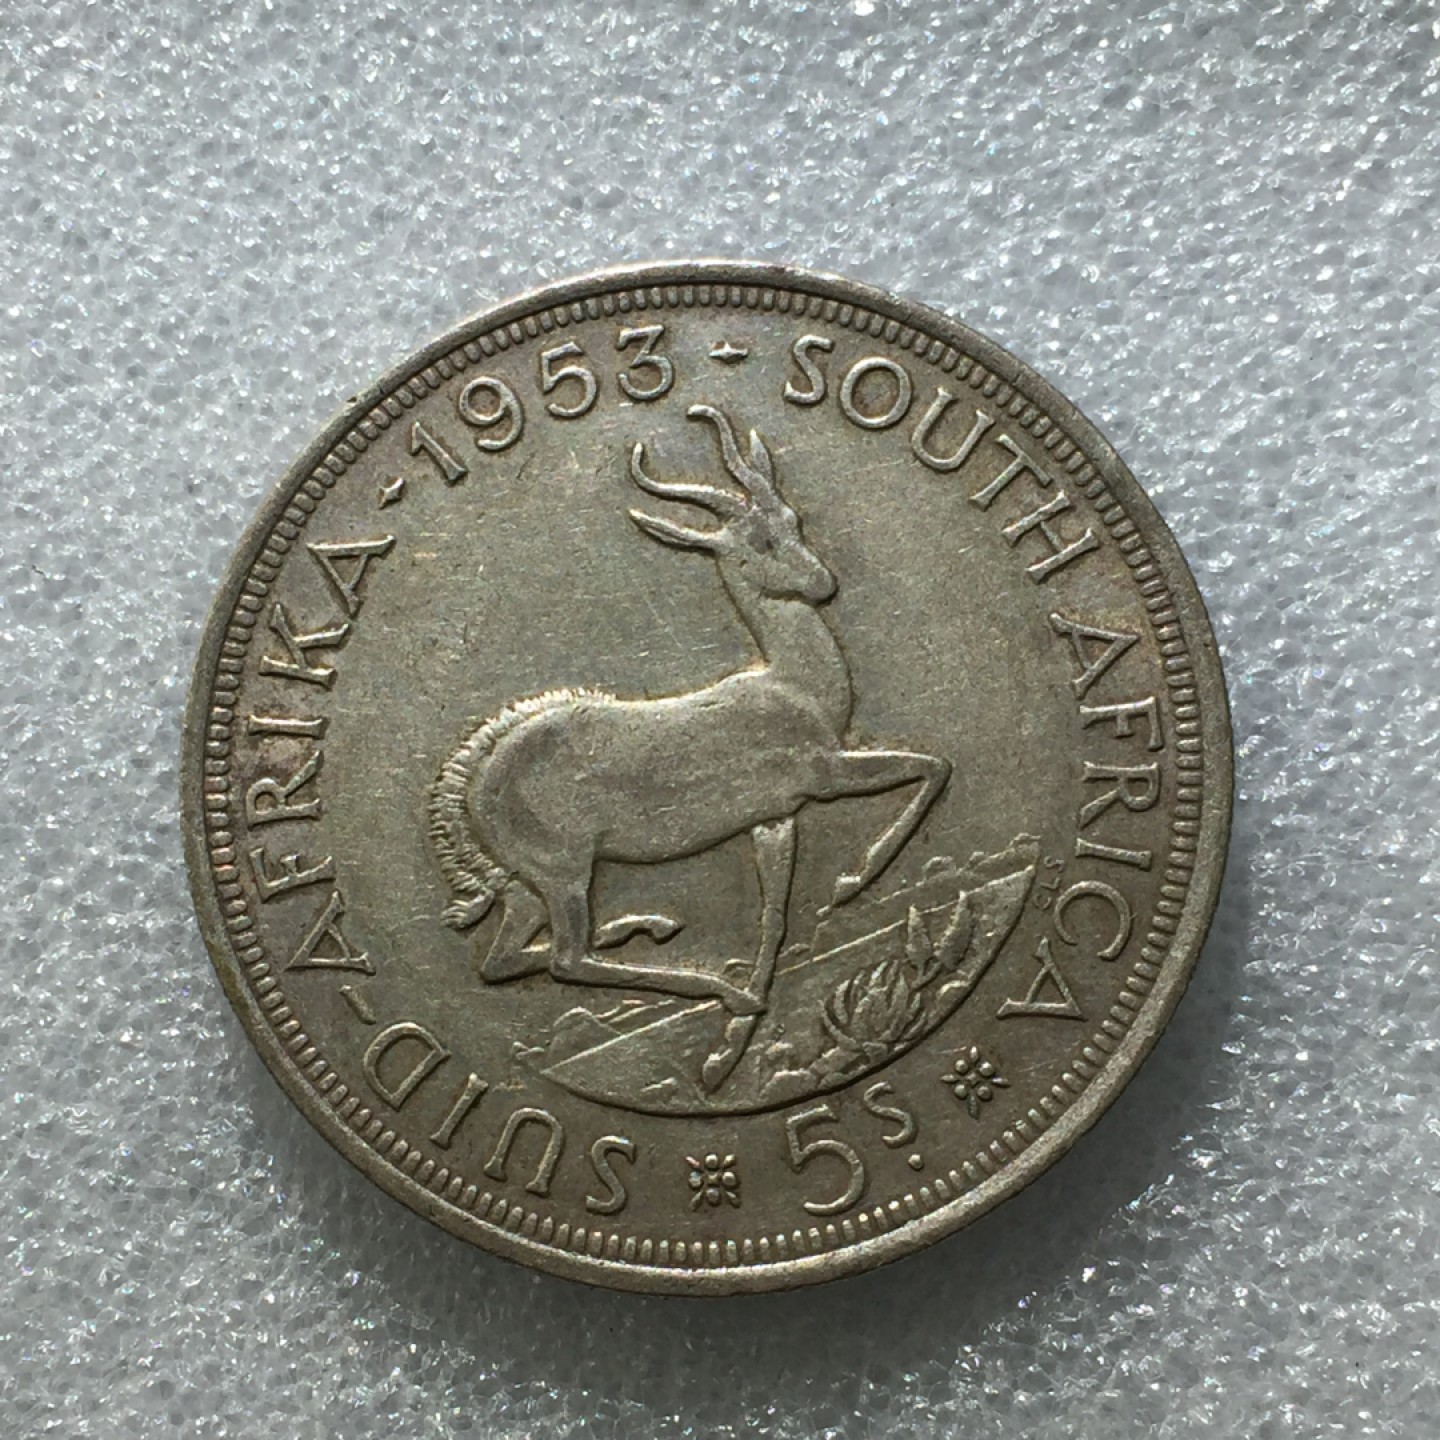 SUID-AFRIKA · 1953 · SOUTH AFRICA
5s.